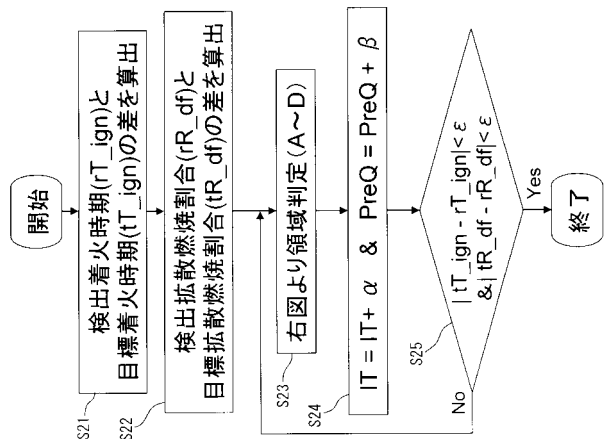 開始
S21
検出着火時期(rT_ign)と
目標着火時期(tT_ign)の差を算出
S22
検出拡散燃焼割合(rR_df)と
目標拡散燃焼割合(tR_df)の差を算出
S23
右図より領域判定(A～D)
S24
IT = IT+ α & PreQ = PreQ + β
S25
| tT_ign - rT_ign|< ε
&| tR_df - rR_df|< ε
No
Yes
終了